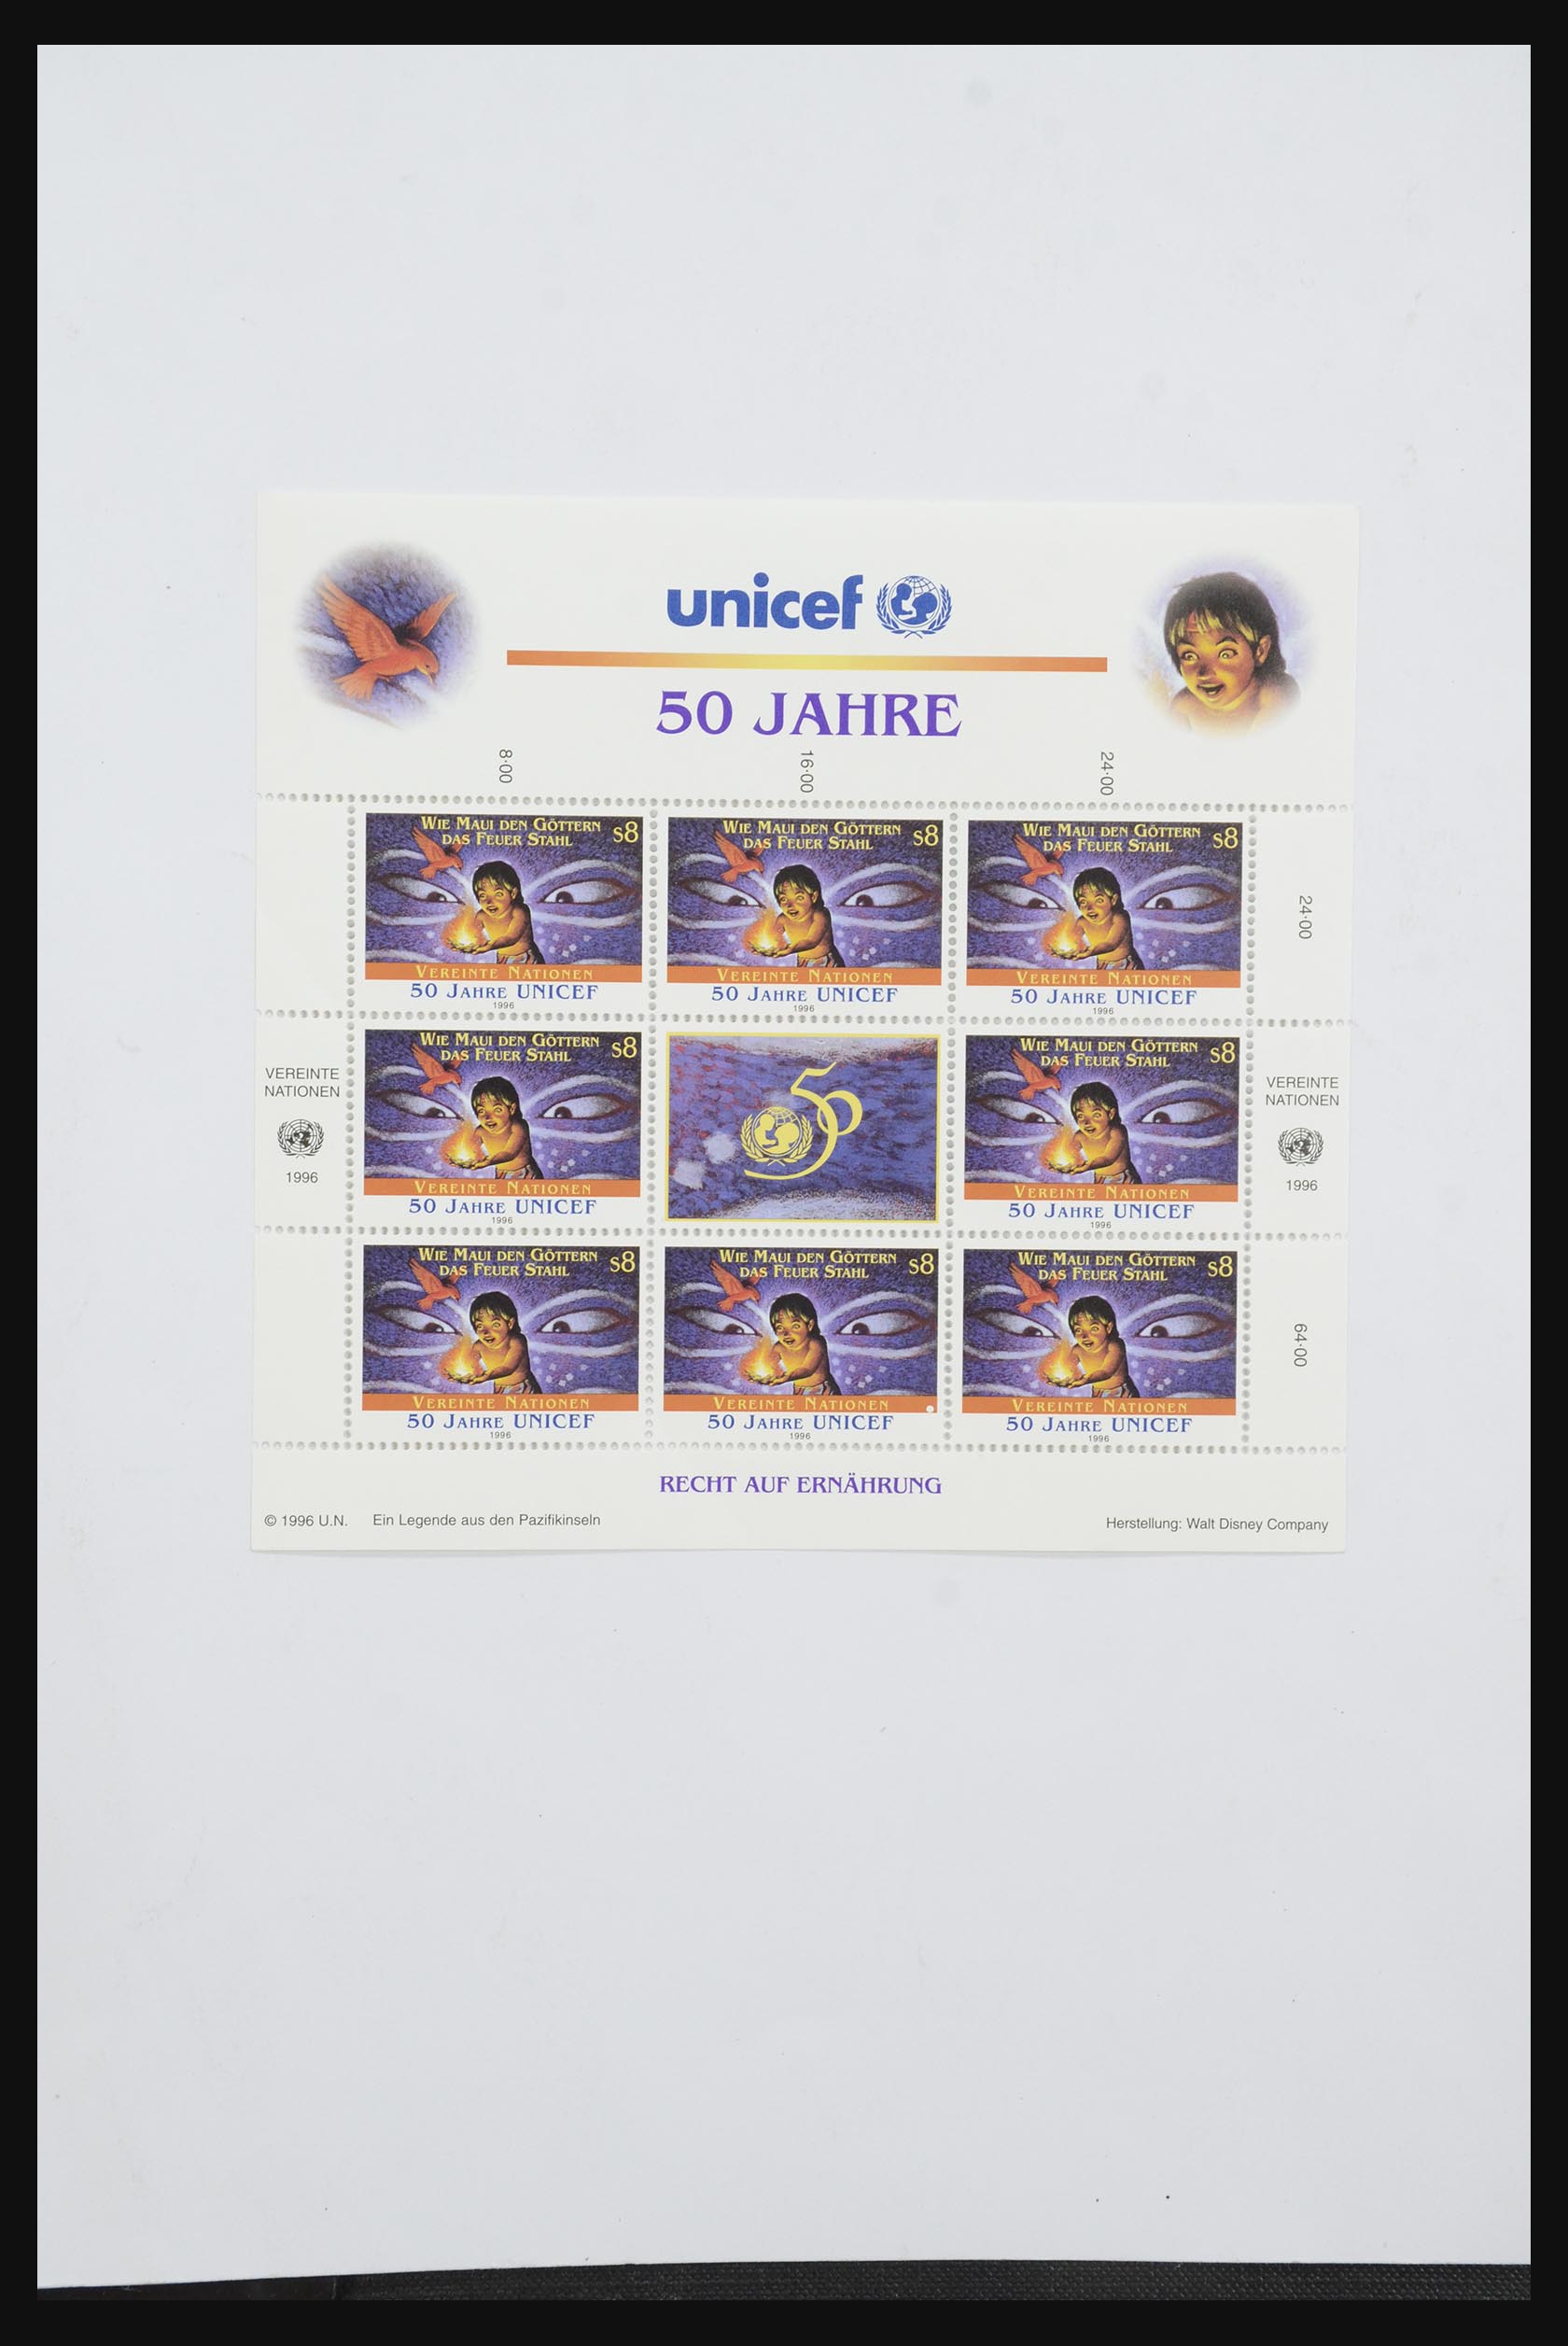 unicef
50 JAHRE
8·00
16·00
24·00
WIE MAUI DEN GÖTTERN
DAS FEUER STAHL
s8
VEREINTE NATIONEN
50 JAHRE UNICEF
1996
WIE MAUI DEN GÖTTERN
DAS FEUER STAHL
s8
VEREINTE NATIONEN
50 JAHRE UNICEF
1996
WIE MAUI DEN GÖTTERN
DAS FEUER STAHL
s8
VEREINTE NATIONEN
50 JAHRE UNICEF
1996
24·00
VEREINTE
NATIONEN
1996
WIE MAUI DEN GÖTTERN
DAS FEUER STAHL
s8
VEREINTE NATIONEN
50 JAHRE UNICEF
1996
50
WIE MAUI DEN GÖTTERN
DAS FEUER STAHL
s8
VEREINTE NATIONEN
50 JAHRE UNICEF
1996
VEREINTE
NATIONEN
1996
WIE MAUI DEN GÖTTERN
DAS FEUER STAHL
s8
VEREINTE NATIONEN
50 JAHRE UNICEF
1996
WIE MAUI DEN GÖTTERN
DAS FEUER STAHL
s8
VEREINTE NATIONEN
50 JAHRE UNICEF
1996
WIE MAUI DEN GÖTTERN
DAS FEUER STAHL
s8
VEREINTE NATIONEN
50 JAHRE UNICEF
1996
64·00
RECHT AUF ERNÄHRUNG
© 1996 U.N. Ein Legende aus den Pazifikinseln
Herstellung: Walt Disney Company